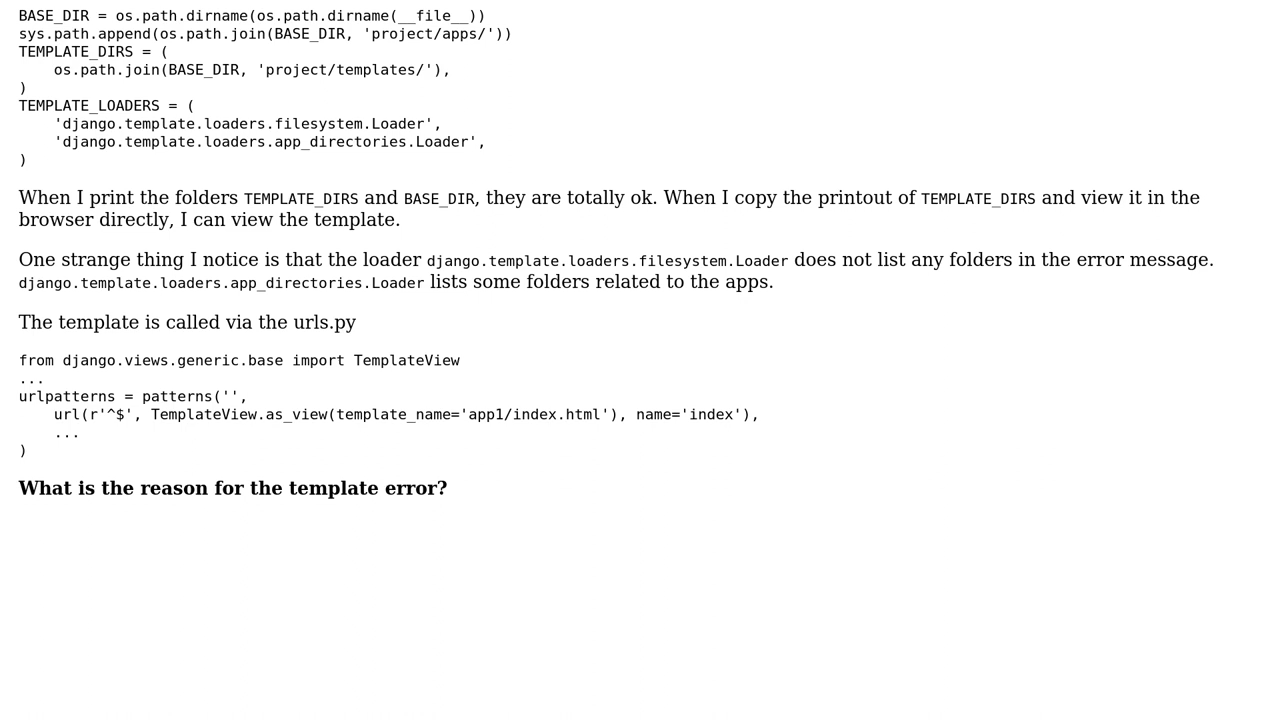 BASE_DIR = os.path.dirname(os.path.dirname(__file__))
sys.path.append(os.path.join(BASE_DIR, 'project/apps/'))
TEMPLATE_DIRS = (
    os.path.join(BASE_DIR, 'project/templates/'),
)
TEMPLATE_LOADERS = (
    'django.template.loaders.filesystem.Loader',
    'django.template.loaders.app_directories.Loader',
)
When I print the folders TEMPLATE_DIRS and BASE_DIR, they are totally ok. When I copy the printout of TEMPLATE_DIRS and view it in the
browser directly, I can view the template.
One strange thing I notice is that the loader django.template.loaders.filesystem.Loader does not list any folders in the error message.
django.template.loaders.app_directories.Loader lists some folders related to the apps.
The template is called via the urls.py
from django.views.generic.base import TemplateView
...
urlpatterns = patterns('',
    url(r'^$', TemplateView.as_view(template_name='app1/index.html'), name='index'),
    ...
)
What is the reason for the template error?